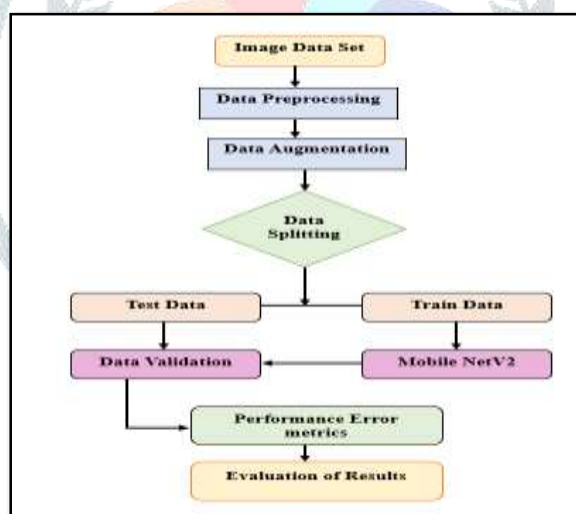 Image Data Set
Data Preprocessing
Data Augmentation
Data
Splitting
Test Data
Train Data
Data Validation
Mobile NetV2
Performance Error
metrics
Evaluation of Results